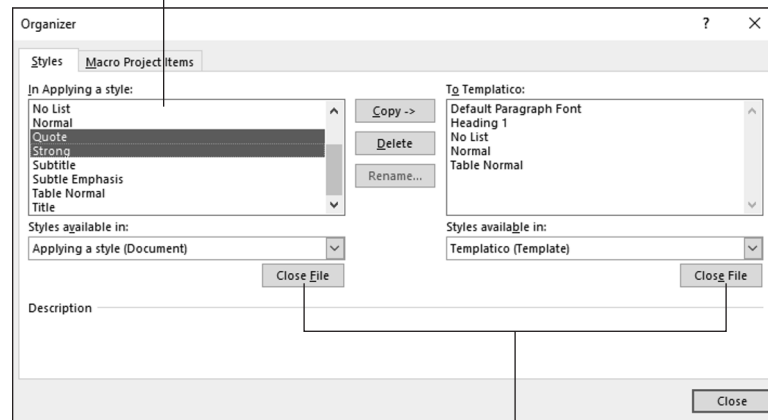 Organizer
?
Styles
Macro Project Items
In Applying a style:
No List
Normal
Quote
Strong
Subtitle
Subtle Emphasis
Table Normal
Title
Copy ->
Delete
Rename...
To Templatico:
Default Paragraph Font
Heading 1
No List
Normal
Table Normal
Styles available in:
Applying a style (Document)
Styles available in:
Templatico (Template)
Close File
Close File
Description
Close